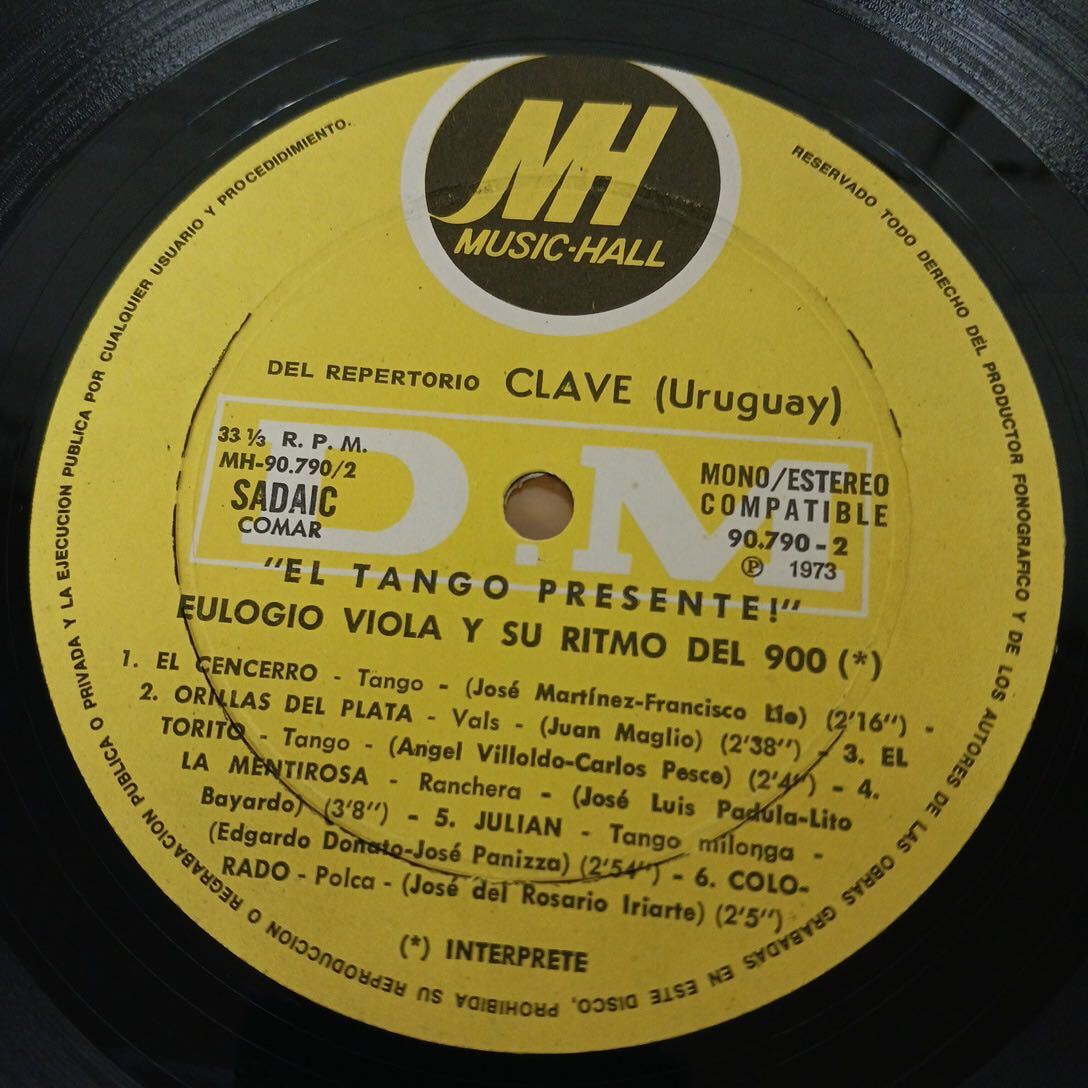 MH
MUSIC-HALL
DEL REPERTORIO CLAVE (Uruguay)
D.M
33 1/3 R. P. M.
MH-90.790/2
SADAIC
COMAR
MONO/ESTEREO
COMPATIBLE
90.790-2
Ⓟ 1973
"EL TANGO PRESENTE!"
EULOGIO VIOLA Y SU RITMO DEL 900 (*)
1. EL CENCERRO - Tango - (José Martínez-Francisco Lío) (2'16") -
2. ORILLAS DEL PLATA - Vals - (Juan Maglio) (2'38") - 3. EL
TORITO - Tango - (Angel Villoldo-Carlos Pesce) (2'4") - 4.
LA MENTIROSA - Ranchera - (José Luis Padula-Lito
Bayardo) (3'8") - 5. JULIAN - Tango milonga -
(Edgardo Donato-José Panizza) (2'54") - 6. COLO-
RADO - Polca - (José del Rosario Iriarte) (2'5")
(*) INTERPRETE
RESERVADO TODO DERECHO DEL PRODUCTOR FONOGRAFICO Y DE LOS AUTORES DE LAS OBRAS GRABADAS EN ESTE DISCO, PROHIBIDA SU REPRODUCCION O REGRABACION PUBLICA O PRIVADA Y LA EJECUCION PUBLICA POR CUALQUIER USUARIO Y PROCEDIDIMIENTO.